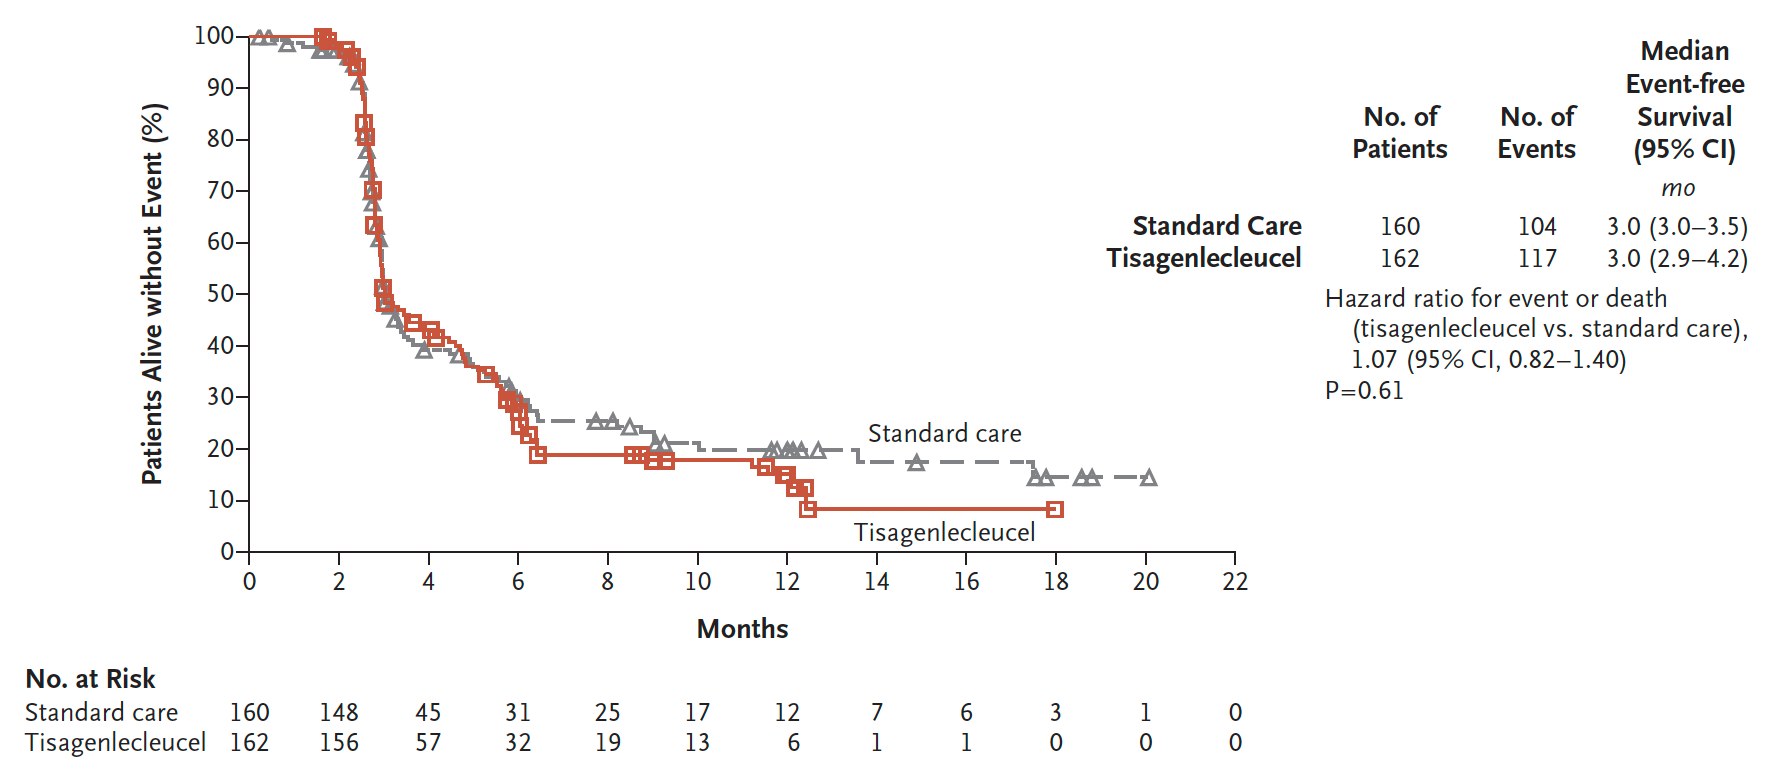 Patients Alive without Event (%)
100
90
80
70
60
50
40
30
20
10
0
0 2 4 6 8 10 12 14 16 18 20 22
Months
Standard care
Tisagenlecleucel
Median
Event-free
No. of No. of Survival
Patients Events (95% CI)
mo
Standard Care 160 104 3.0 (3.0–3.5)
Tisagenlecleucel 162 117 3.0 (2.9–4.2)
Hazard ratio for event or death
(tisagenlecleucel vs. standard care),
1.07 (95% CI, 0.82–1.40)
P=0.61
No. at Risk
Standard care 160 148 45 31 25 17 12 7 6 3 1 0
Tisagenlecleucel 162 156 57 32 19 13 6 1 1 0 0 0